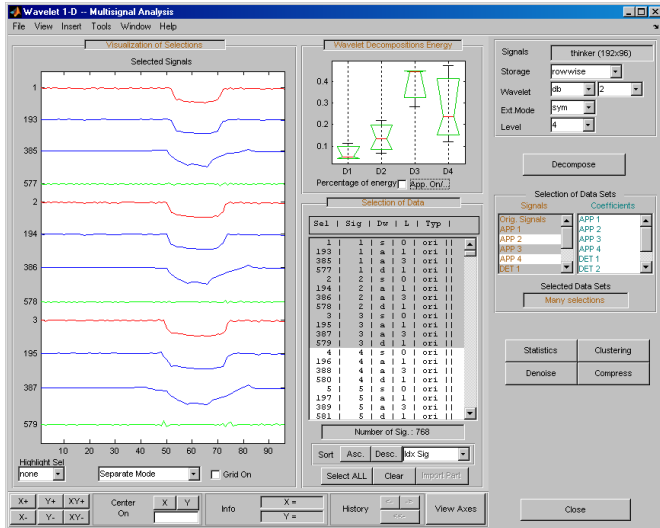 Wavelet 1-D -- Multisignal Analysis
File View Insert Tools Window Help
Visualization of Selections
Selected Signals
1
193
385
577
2
194
386
578
3
195
387
579
10 20 30 40 50 60 70 80 90
Highlight Sel
none
Separate Mode
Grid On
Wavelet Decompositions Energy
0.4
0.3
0.2
0.1
D1 D2 D3 D4
Percentage of energy App. On/...
Selection of Data
Sel | Sig | Dw | L | Typ |
1 | 1 | s | 0 | ori ||
193 | 1 | a | 1 | ori ||
385 | 1 | a | 3 | ori ||
577 | 1 | d | 1 | ori ||
2 | 2 | s | 0 | ori ||
194 | 2 | a | 1 | ori ||
386 | 2 | a | 3 | ori ||
578 | 2 | d | 1 | ori ||
3 | 3 | s | 0 | ori ||
195 | 3 | a | 1 | ori ||
387 | 3 | a | 3 | ori ||
579 | 3 | d | 1 | ori ||
4 | 4 | s | 0 | ori ||
196 | 4 | a | 1 | ori ||
388 | 4 | a | 3 | ori ||
580 | 4 | d | 1 | ori ||
5 | 5 | s | 0 | ori ||
197 | 5 | a | 1 | ori ||
389 | 5 | a | 3 | ori ||
581 | 5 | d | 1 | ori ||
Number of Sig. : 768
Sort Asc. Desc. Idx Sig
Select ALL Clear Import Part
Signals thinker (192x96)
Storage rowwise
Wavelet db 2
Ext.Mode sym
Level 4
Decompose
Selection of Data Sets
Signals Coefficients
Orig. Signals APP 1
APP 1 APP 2
APP 2 APP 3
APP 3 APP 4
APP 4 DET 1
DET 1 DET 2
Selected Data Sets
Many selections
Statistics Clustering
Denoise Compress
X+ Y+ XY+
X- Y- XY-
Center On X Y
Info X = Y =
History <- -> <<-
View Axes
Close